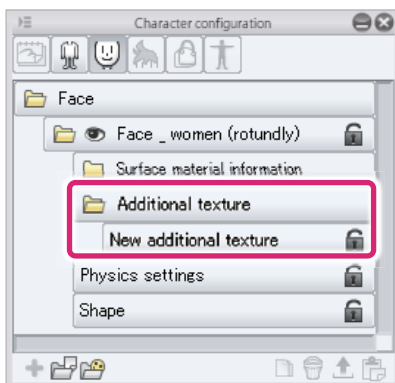 Character configuration
Face
Face _ women (rotundly)
Surface material information
Additional texture
New additional texture
Physics settings
Shape